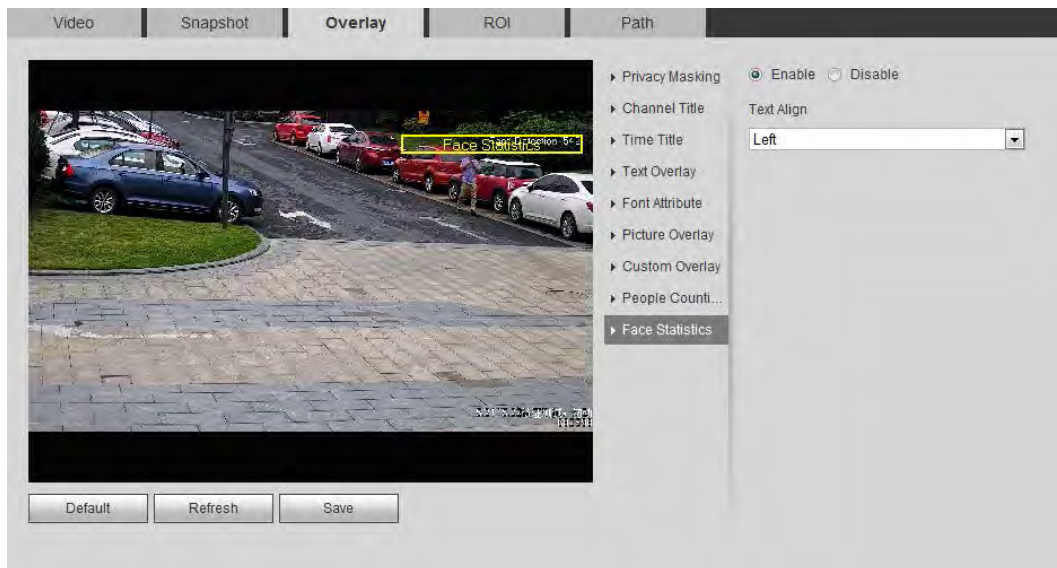 Video Snapshot Overlay ROI Path
Face Statistics
Privacy Masking
Channel Title
Time Title
Text Overlay
Font Attribute
Picture Overlay
Custom Overlay
People Counti...
Face Statistics
Enable Disable
Text Align
Left
Default Refresh Save